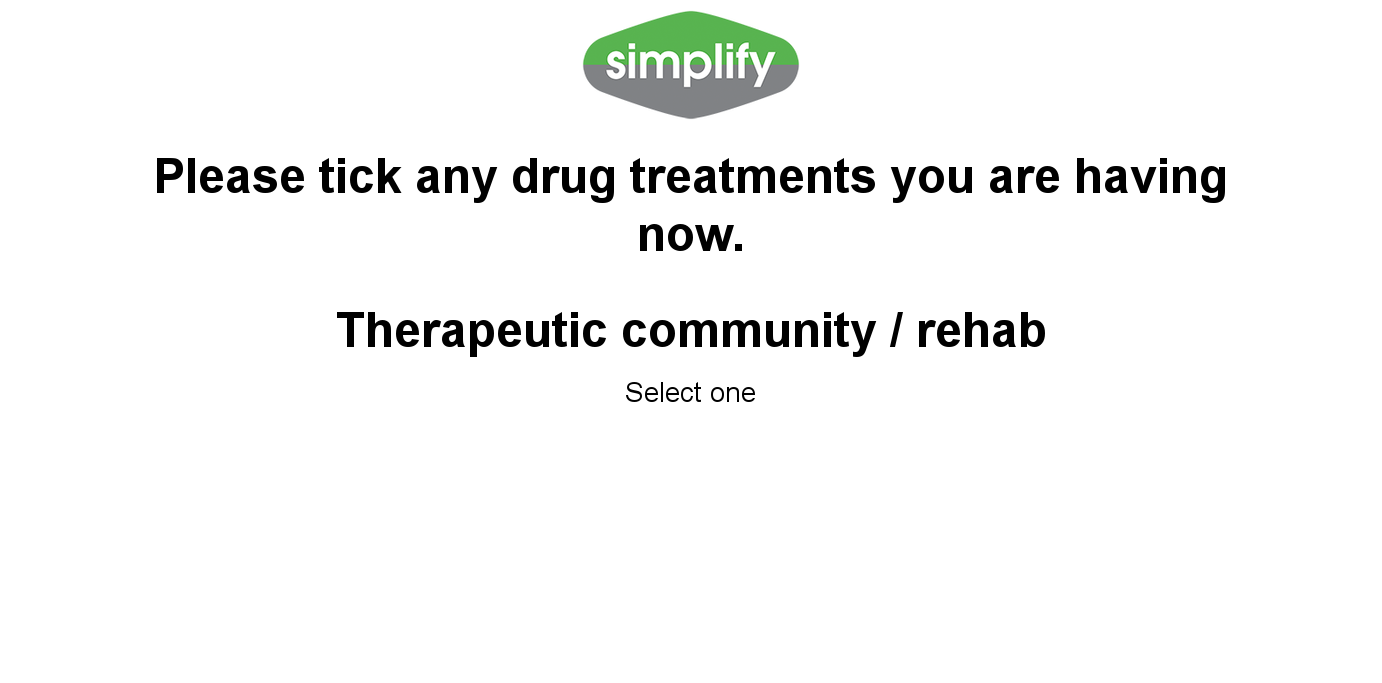 simplify
Please tick any drug treatments you are having
now.
Therapeutic community / rehab
Select one